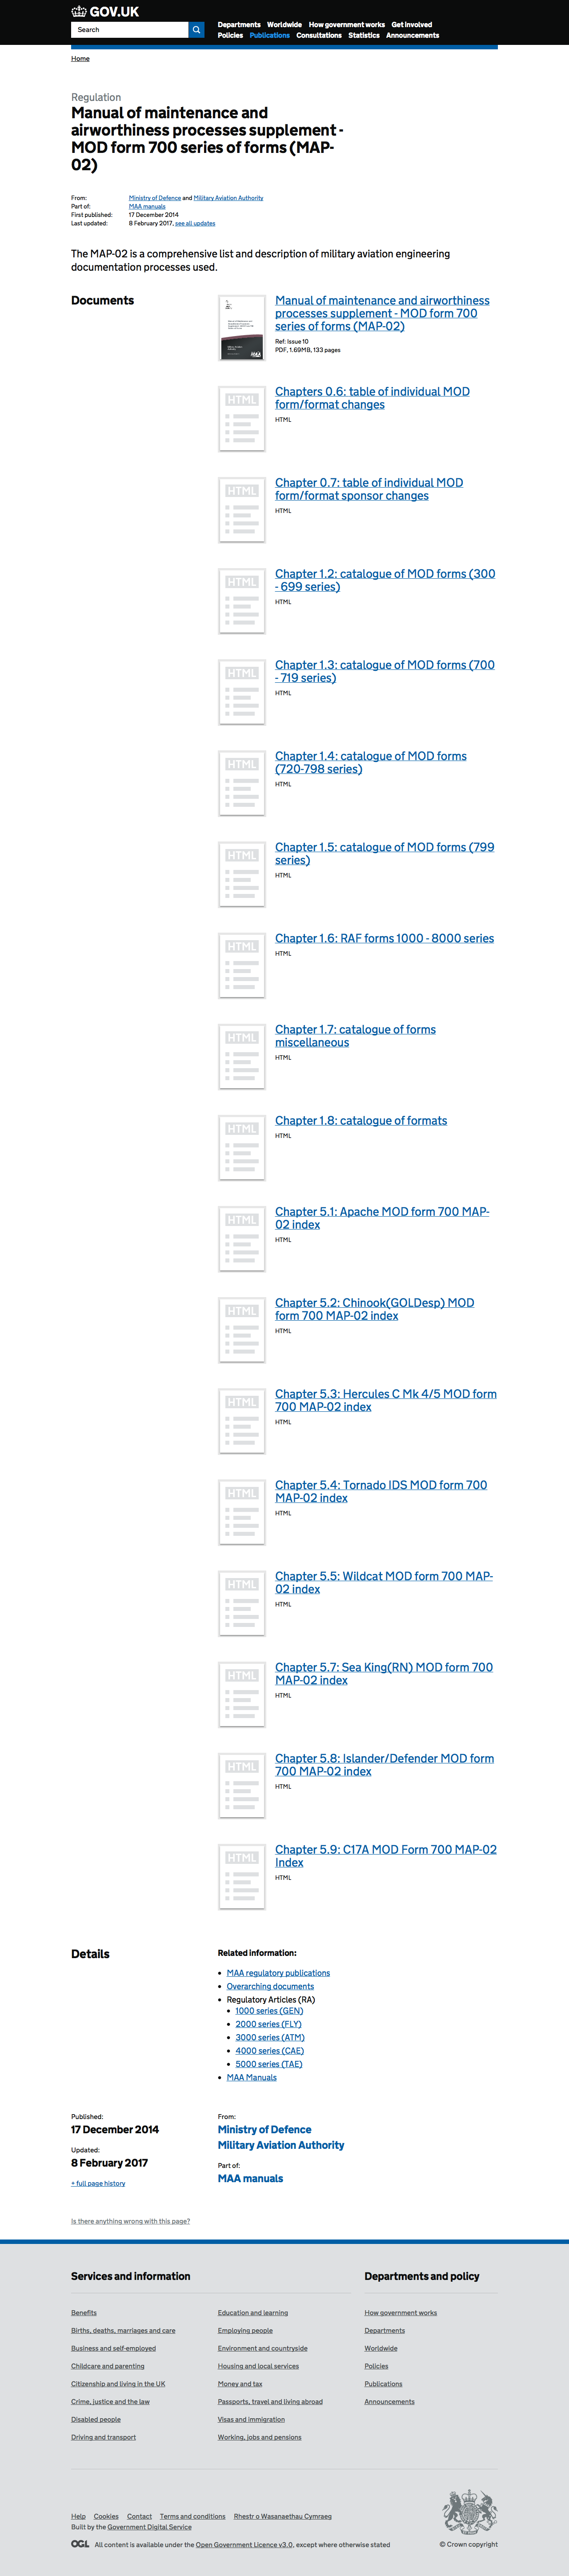 GOV.UK
Search
Departments Worldwide How government works Get involved
Policies Publications Consultations Statistics Announcements
Home
Regulation
Manual of maintenance and
airworthiness processes supplement -
MOD form 700 series of forms (MAP-
02)
From: Ministry of Defence and Military Aviation Authority
Part of: MAA manuals
First published: 17 December 2014
Last updated: 8 February 2017, see all updates
The MAP-02 is a comprehensive list and description of military aviation engineering
documentation processes used.
Documents
Manual of maintenance and airworthiness
processes supplement - MOD form 700
series of forms (MAP-02)
Ref: Issue 10
PDF, 1.69MB, 133 pages
HTML
Chapters 0.6: table of individual MOD
form/format changes
HTML
HTML
Chapter 0.7: table of individual MOD
form/format sponsor changes
HTML
HTML
Chapter 1.2: catalogue of MOD forms (300
- 699 series)
HTML
HTML
Chapter 1.3: catalogue of MOD forms (700
- 719 series)
HTML
HTML
Chapter 1.4: catalogue of MOD forms
(720-798 series)
HTML
HTML
Chapter 1.5: catalogue of MOD forms (799
series)
HTML
HTML
Chapter 1.6: RAF forms 1000 - 8000 series
HTML
HTML
Chapter 1.7: catalogue of forms
miscellaneous
HTML
HTML
Chapter 1.8: catalogue of formats
HTML
HTML
Chapter 5.1: Apache MOD form 700 MAP-
02 index
HTML
HTML
Chapter 5.2: Chinook(GOLDesp) MOD
form 700 MAP-02 index
HTML
HTML
Chapter 5.3: Hercules C Mk 4/5 MOD form
700 MAP-02 index
HTML
HTML
Chapter 5.4: Tornado IDS MOD form 700
MAP-02 index
HTML
HTML
Chapter 5.5: Wildcat MOD form 700 MAP-
02 index
HTML
HTML
Chapter 5.7: Sea King(RN) MOD form 700
MAP-02 index
HTML
HTML
Chapter 5.8: Islander/Defender MOD form
700 MAP-02 index
HTML
HTML
Chapter 5.9: C17A MOD Form 700 MAP-02
Index
HTML
Details
Related information:
MAA regulatory publications
Overarching documents
Regulatory Articles (RA)
1000 series (GEN)
2000 series (FLY)
3000 series (ATM)
4000 series (CAE)
5000 series (TAE)
MAA Manuals
Published:
17 December 2014
Updated:
8 February 2017
+ full page history
From:
Ministry of Defence
Military Aviation Authority
Part of:
MAA manuals
Is there anything wrong with this page?
Services and information
Benefits
Births, deaths, marriages and care
Business and self-employed
Childcare and parenting
Citizenship and living in the UK
Crime, justice and the law
Disabled people
Driving and transport
Education and learning
Employing people
Environment and countryside
Housing and local services
Money and tax
Passports, travel and living abroad
Visas and immigration
Working, jobs and pensions
Departments and policy
How government works
Departments
Worldwide
Policies
Publications
Announcements
Help Cookies Contact Terms and conditions Rhestr o Wasanaethau Cymraeg
Built by the Government Digital Service
OGL All content is available under the Open Government Licence v3.0, except where otherwise stated
© Crown copyright